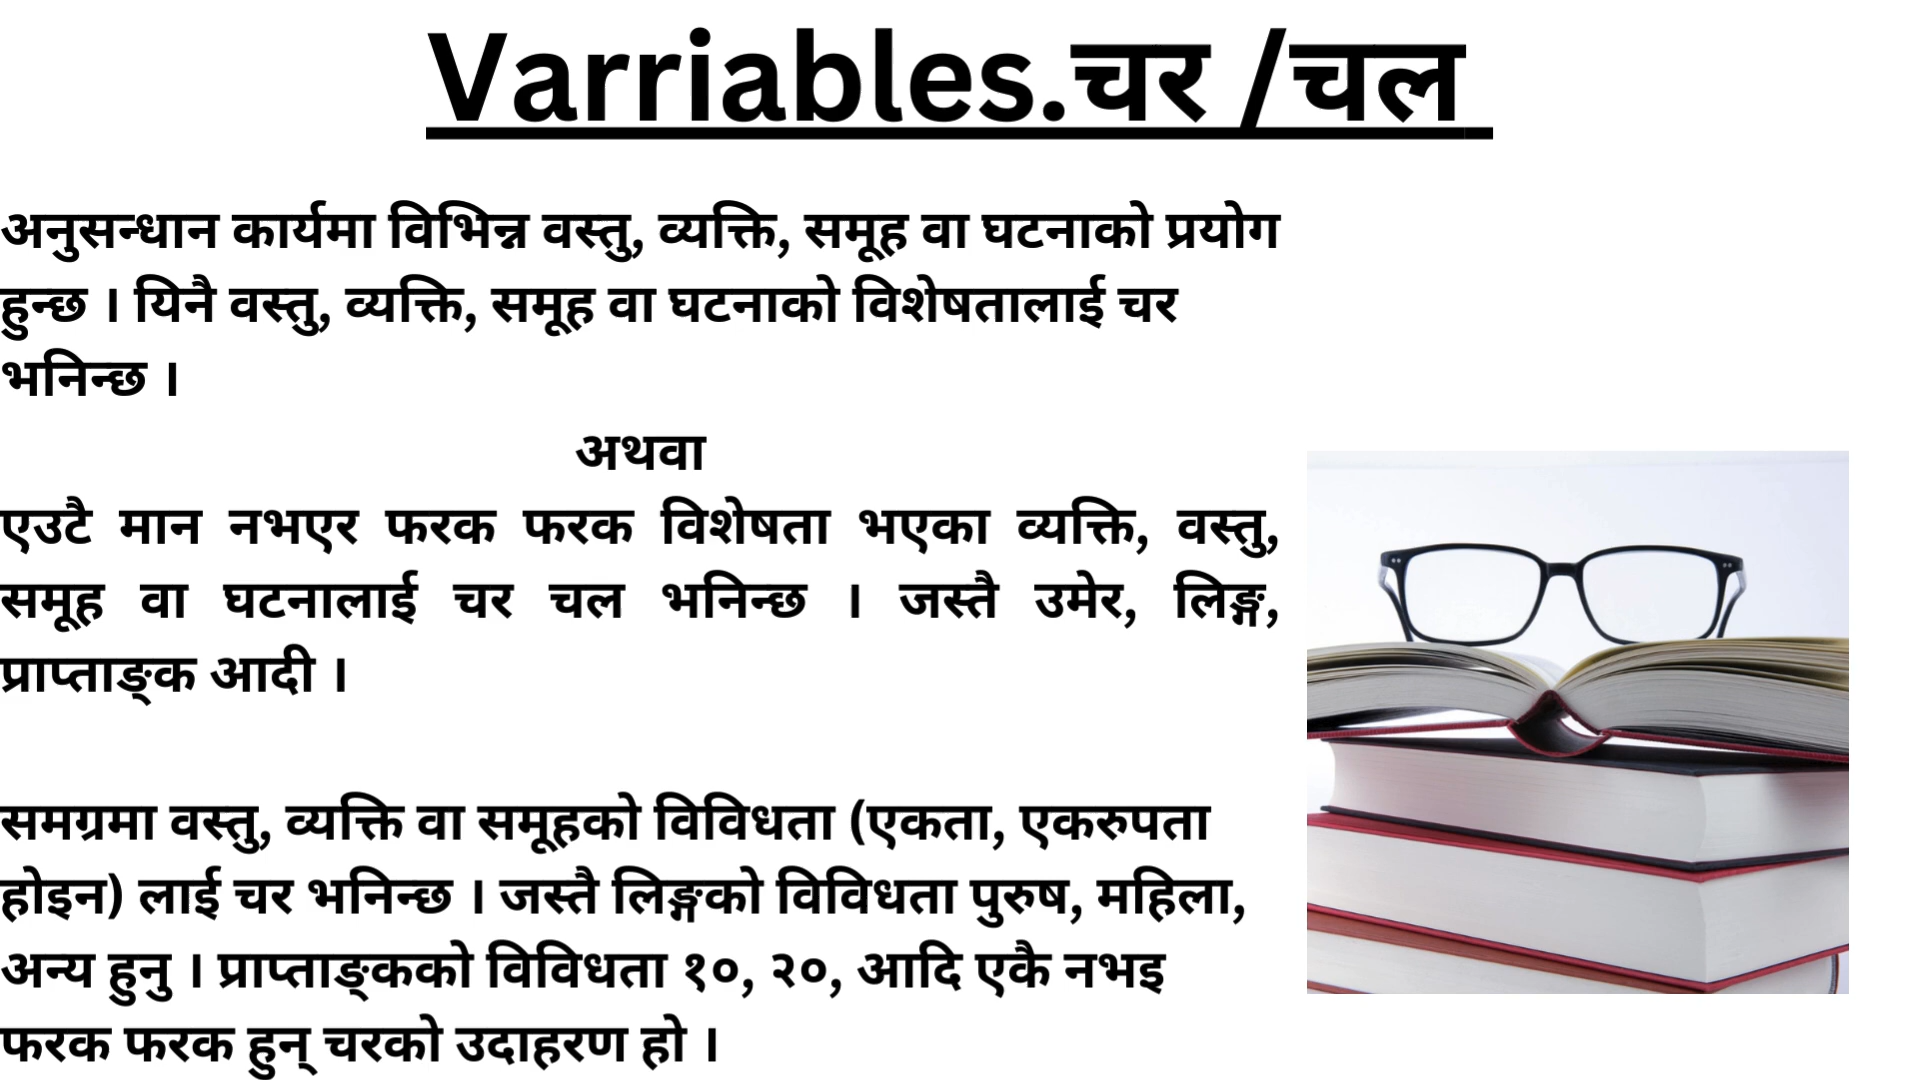 Varriables.चर /चल
अनुसन्धान कार्यमा विभिन्न वस्तु, व्यक्ति, समूह वा घटनाको प्रयोग
हुन्छ । यिनै वस्तु, व्यक्ति, समूह वा घटनाको विशेषतालाई चर
भनिन्छ ।
अथवा
एउटै मान नभएर फरक फरक विशेषता भएका व्यक्ति, वस्तु,
समूह वा घटनालाई चर चल भनिन्छ । जस्तै उमेर, लिङ्ग,
प्राप्ताङ्क आदी ।
समग्रमा वस्तु, व्यक्ति वा समूहको विविधता (एकता, एकरुपता
होइन) लाई चर भनिन्छ । जस्तै लिङ्गको विविधता पुरुष, महिला,
अन्य हुनु । प्राप्ताङ्कको विविधता १०, २०, आदि एकै नभइ
फरक फरक हुन् चरको उदाहरण हो ।